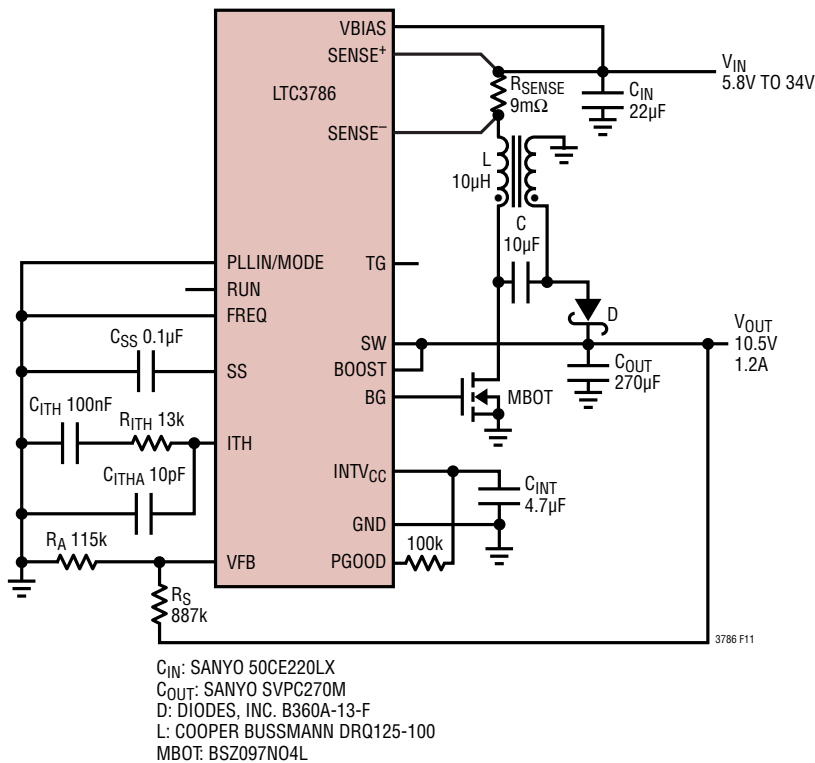 VBIAS
SENSE+
LTC3786
SENSE–
PLLIN/MODE
RUN
FREQ
SS
ITH
VFB
TG
SW
BOOST
BG
INTVCC
GND
PGOOD
VIN
5.8V TO 34V
RSENSE
9mΩ
CIN
22µF
L
10µH
C
10µF
D
VOUT
10.5V
1.2A
COUT
270µF
MBOT
CINT
4.7µF
100k
CSS 0.1µF
CITH 100nF
RITH 13k
CITHA 10pF
RA 115k
RS
887k
3786 F11
CIN: SANYO 50CE220LX
COUT: SANYO SVPC270M
D: DIODES, INC. B360A-13-F
L: COOPER BUSSMANN DRQ125-100
MBOT: BSZ097NO4L